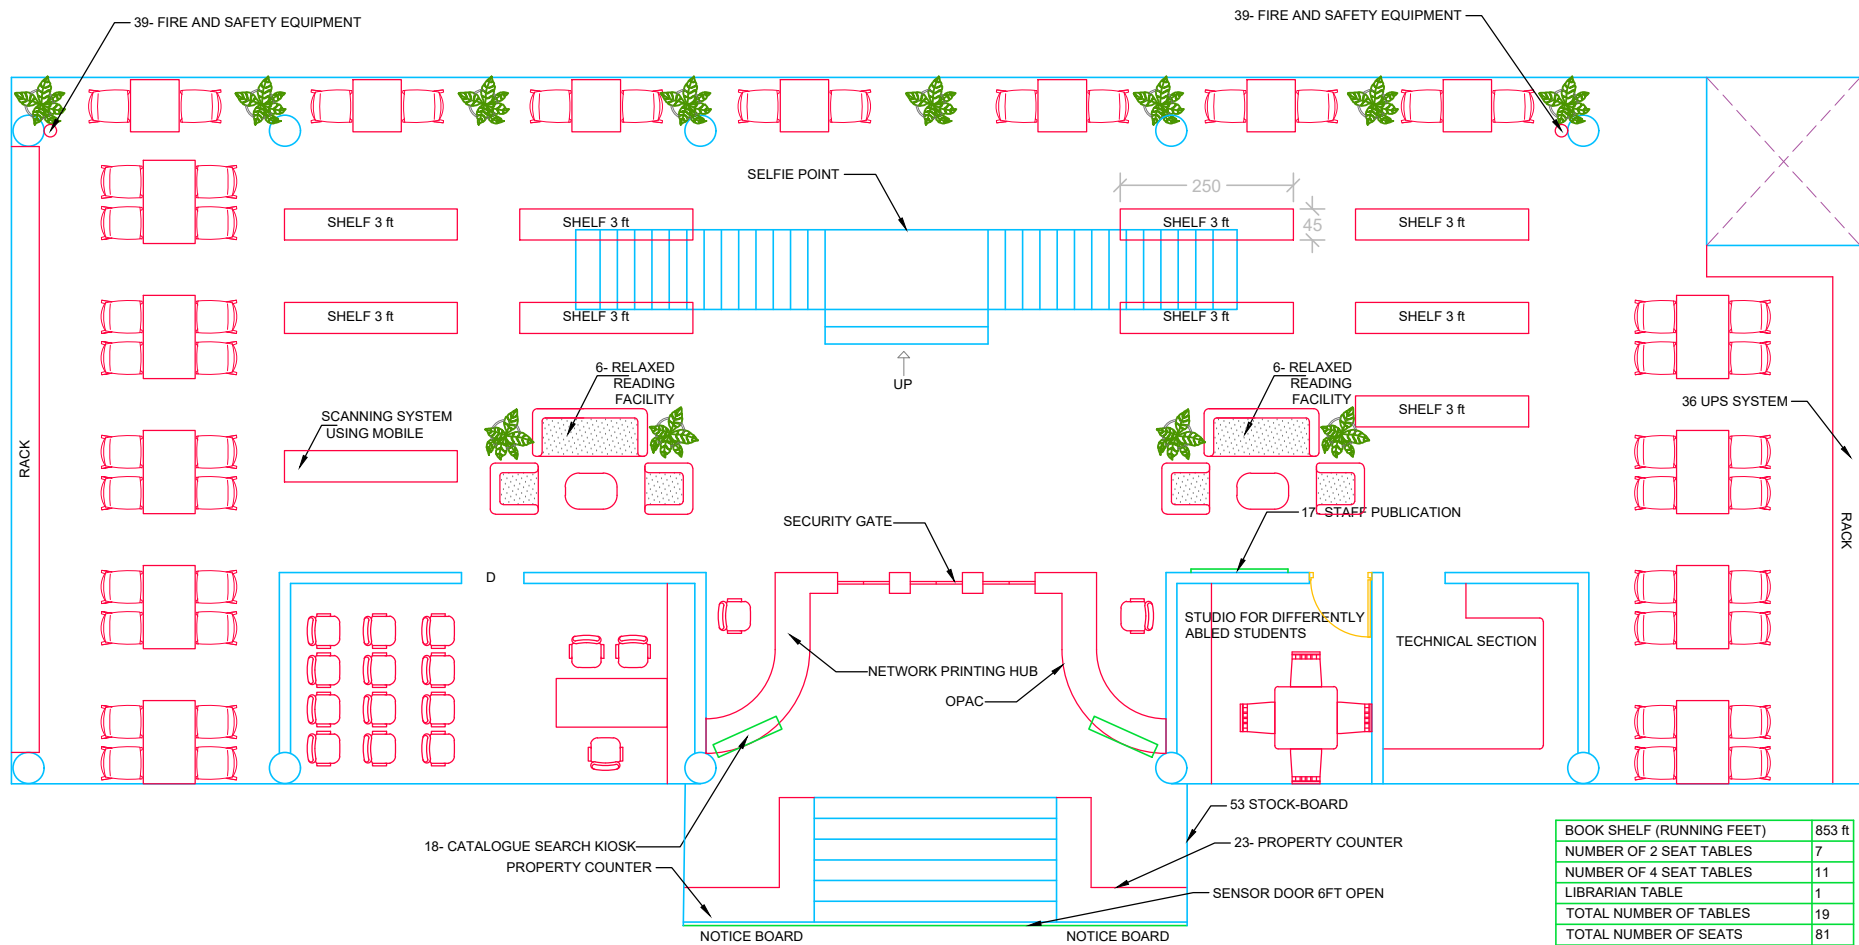 39- FIRE AND SAFETY EQUIPMENT
39- FIRE AND SAFETY EQUIPMENT
SELFIE POINT
250
45
SHELF 3 ft
SHELF 3 ft
SHELF 3 ft
SHELF 3 ft
SHELF 3 ft
SHELF 3 ft
SHELF 3 ft
SHELF 3 ft
UP
6- RELAXED
READING
FACILITY
6- RELAXED
READING
FACILITY
SHELF 3 ft
36 UPS SYSTEM
SCANNING SYSTEM
USING MOBILE
RACK
RACK
SECURITY GATE
17- STAFF PUBLICATION
D
STUDIO FOR DIFFERENTLY
ABLED STUDENTS
TECHNICAL SECTION
NETWORK PRINTING HUB
OPAC
53 STOCK-BOARD
18- CATALOGUE SEARCH KIOSK
23- PROPERTY COUNTER
PROPERTY COUNTER
SENSOR DOOR 6FT OPEN
NOTICE BOARD
NOTICE BOARD
BOOK SHELF (RUNNING FEET) 853 ft
NUMBER OF 2 SEAT TABLES 7
NUMBER OF 4 SEAT TABLES 11
LIBRARIAN TABLE 1
TOTAL NUMBER OF TABLES 19
TOTAL NUMBER OF SEATS 81